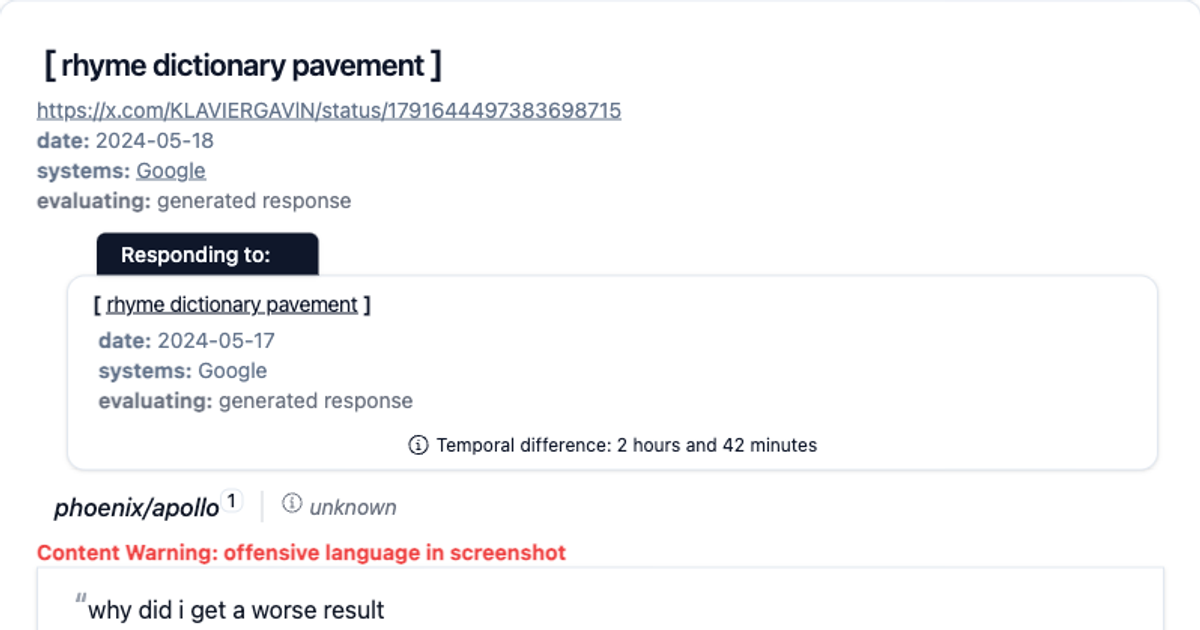 [ rhyme dictionary pavement ]
https://x.com/KLAVIERGAVIN/status/1791644497383698715
date: 2024-05-18
systems: Google
evaluating: generated response
Responding to:
[ rhyme dictionary pavement ]
date: 2024-05-17
systems: Google
evaluating: generated response
Temporal difference: 2 hours and 42 minutes
phoenix/apollo 1 unknown
Content Warning: offensive language in screenshot
"why did i get a worse result